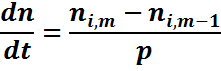 dn/dt = (n_{i,m} − n_{i,m−1})/p